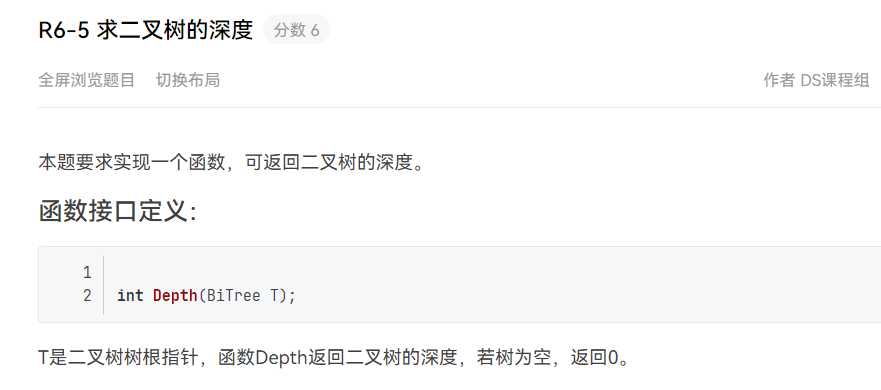 R6-5 求二叉树的深度 分数 6
全屏浏览题目 切换布局 作者 DS课程组
本题要求实现一个函数，可返回二叉树的深度。
函数接口定义：
1
2 int Depth(BiTree T);
T是二叉树树根指针，函数Depth返回二叉树的深度，若树为空，返回0。